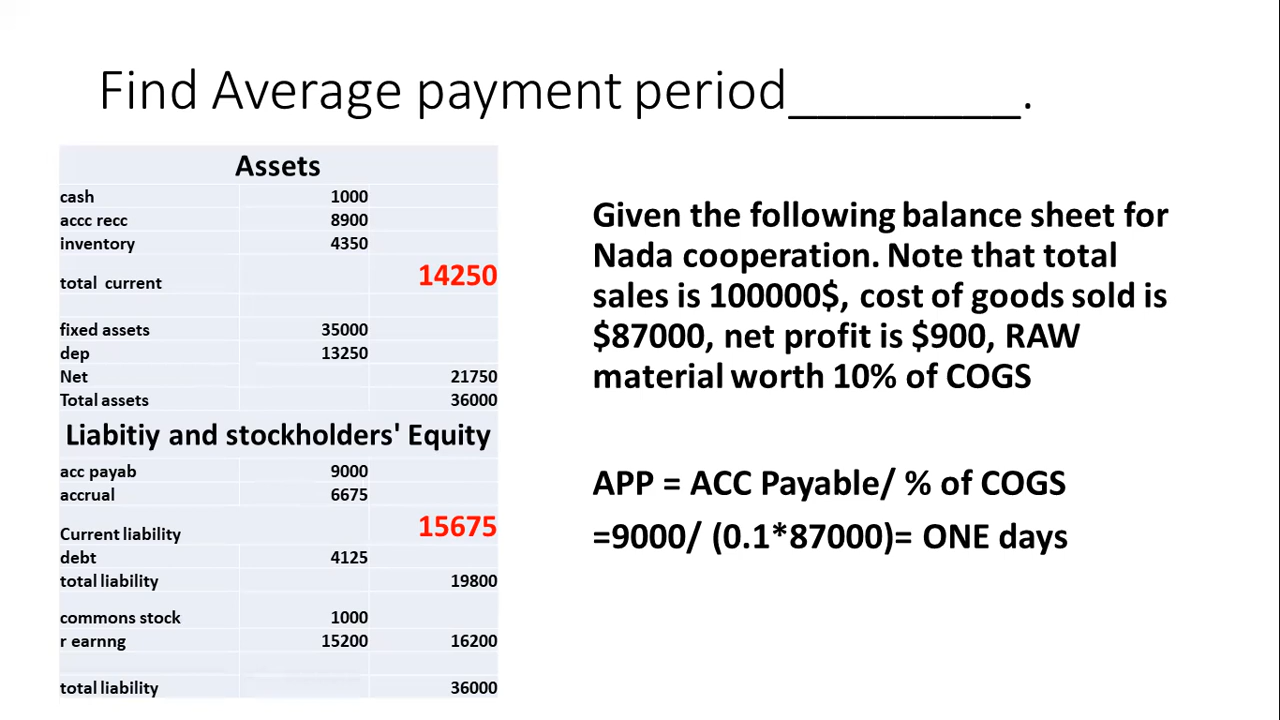 Find Average payment period_________.
Assets
cash 1000
accc recc 8900
inventory 4350
total current 14250
fixed assets 35000
dep 13250
Net 21750
Total assets 36000
Liabitiy and stockholders' Equity
acc payab 9000
accrual 6675
Current liability 15675
debt 4125
total liability 19800
commons stock 1000
r earnng 15200 16200
total liability 36000
Given the following balance sheet for
Nada cooperation. Note that total
sales is 100000$, cost of goods sold is
$87000, net profit is $900, RAW
material worth 10% of COGS
APP = ACC Payable/ % of COGS
=9000/ (0.1*87000)= ONE days